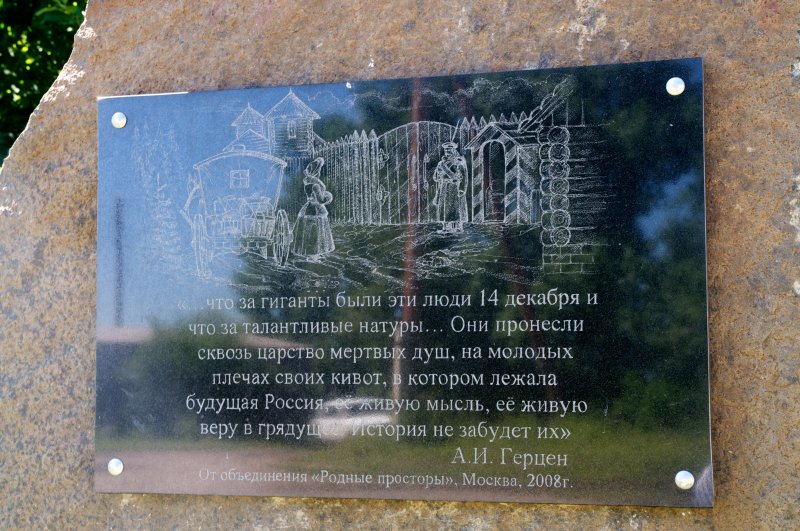 «...что за гиганты были эти люди 14 декабря и
что за талантливые натуры... Они пронесли
сквозь царство мертвых душ, на молодых
плечах своих кивот, в котором лежала
будущая Россия, её живую мысль, её живую
веру в грядущее. История не забудет их»
А.И. Герцен
От объединения «Родные просторы», Москва, 2008г.